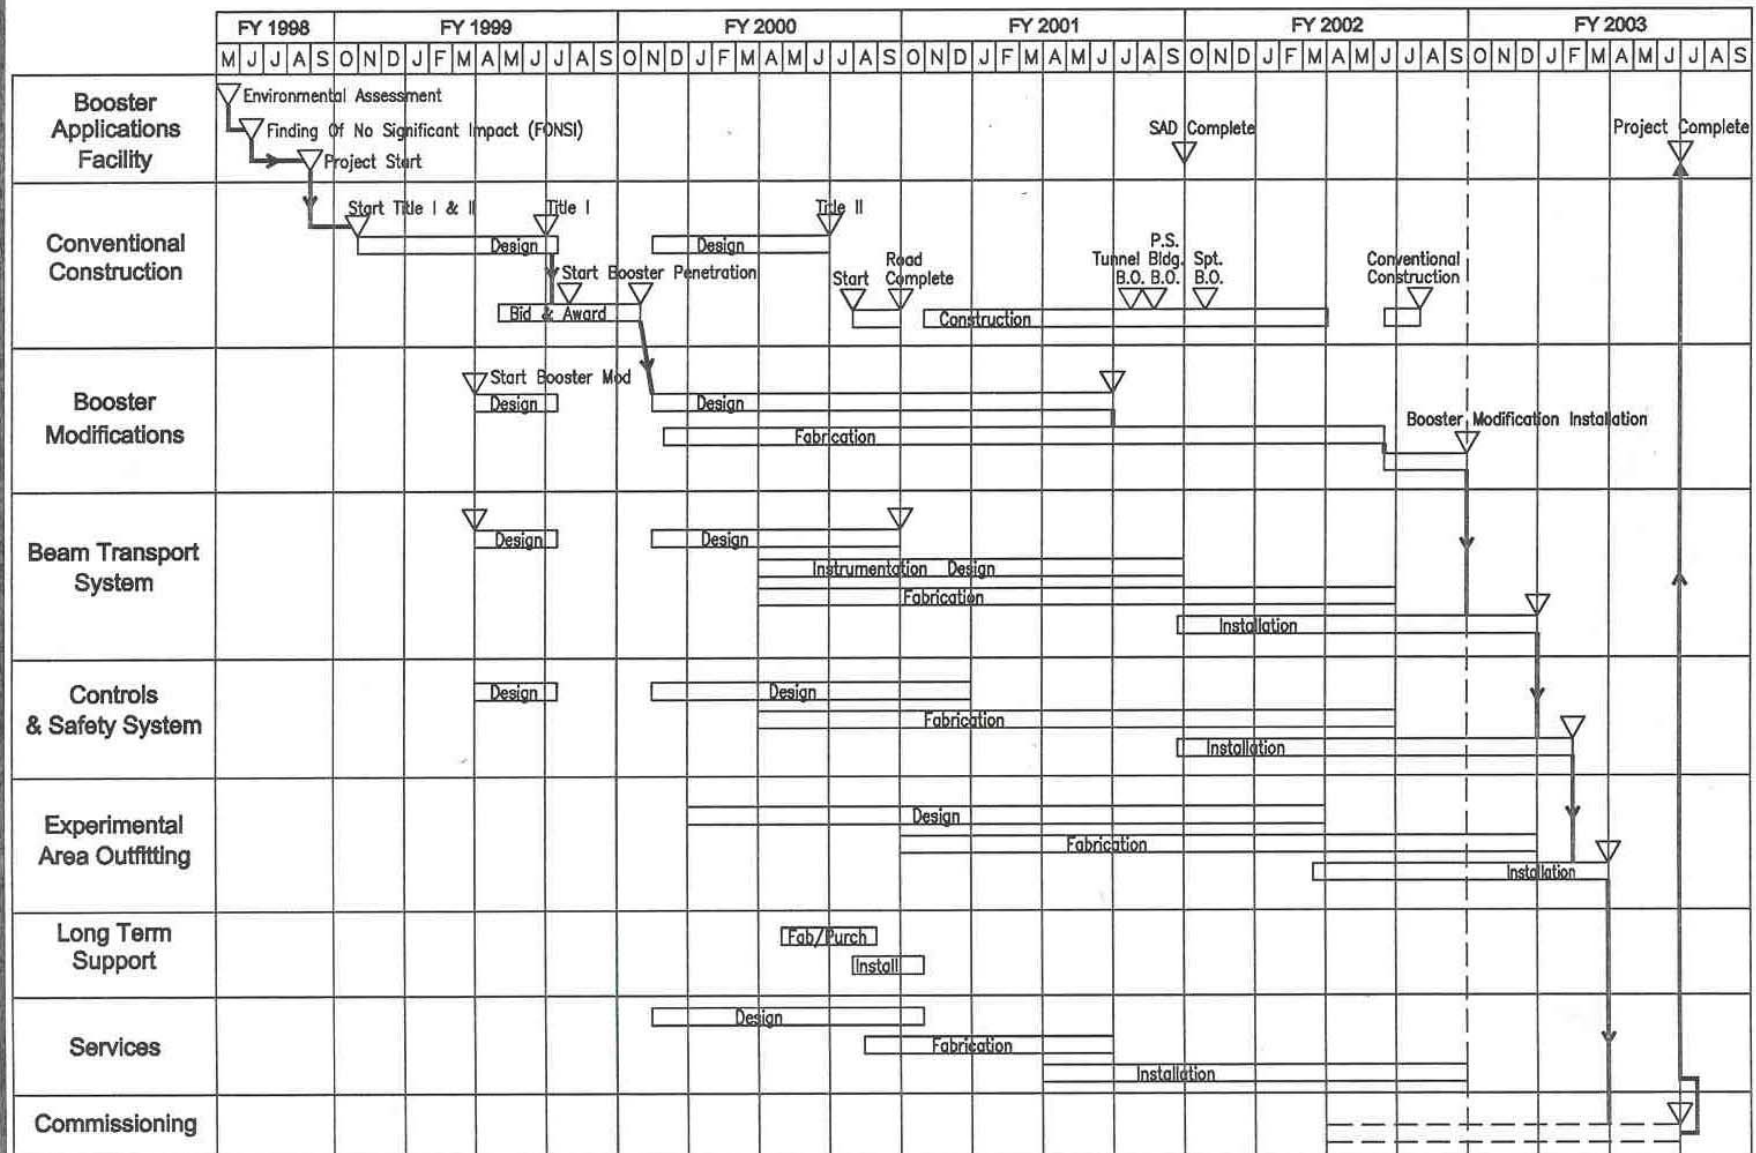 FY 1998 FY 1999 FY 2000 FY 2001 FY 2002 FY 2003
M J J A S O N D J F M A M J J A S O N D J F M A M J J A S O N D J F M A M J J A S O N D J F M A M J J A S O N D J F M A M J J A S
Booster
Applications
Facility
Environmental Assessment
Finding Of No Significant Impact (FONSI)
Project Start
SAD Complete
Project Complete
Conventional
Construction
Start Title I & II
Title I
Title II
Design
Design
Start Booster Penetration
Bid & Award
Start
Road
Complete
Construction
P.S.
Tunnel Bldg. Spt.
B.O. B.O. B.O.
Conventional
Construction
Booster
Modifications
Start Booster Mod
Design
Design
Fabrication
Booster Modification Installation
Beam Transport
System
Design
Design
Instrumentation Design
Fabrication
Installation
Controls
& Safety System
Design
Design
Fabrication
Installation
Experimental
Area Outfitting
Design
Fabrication
Installation
Long Term
Support
Fab/Purch
Install
Services
Design
Fabrication
Installation
Commissioning